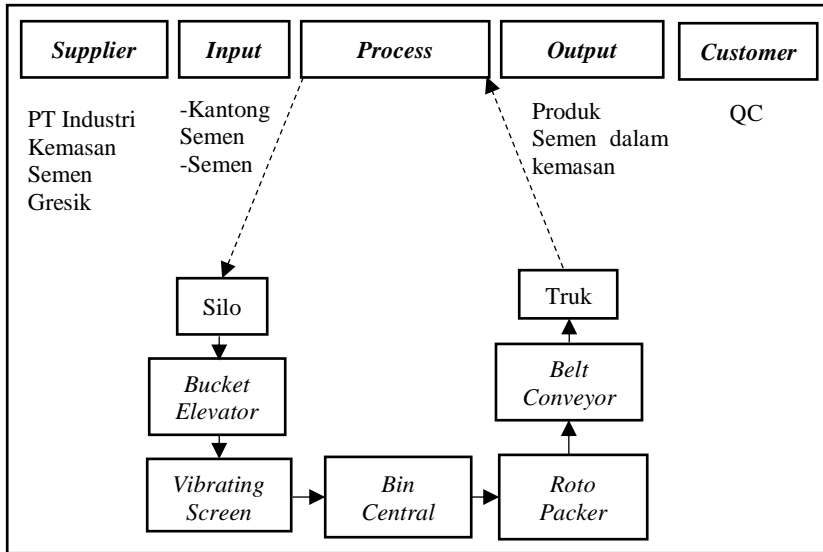 Supplier
Input
Process
Output
Customer
PT Industri
Kemasan
Semen
Gresik
-Kantong
Semen
-Semen
Produk
Semen dalam
kemasan
QC
Silo
Bucket
Elevator
Vibrating
Screen
Bin
Central
Roto
Packer
Belt
Conveyor
Truk